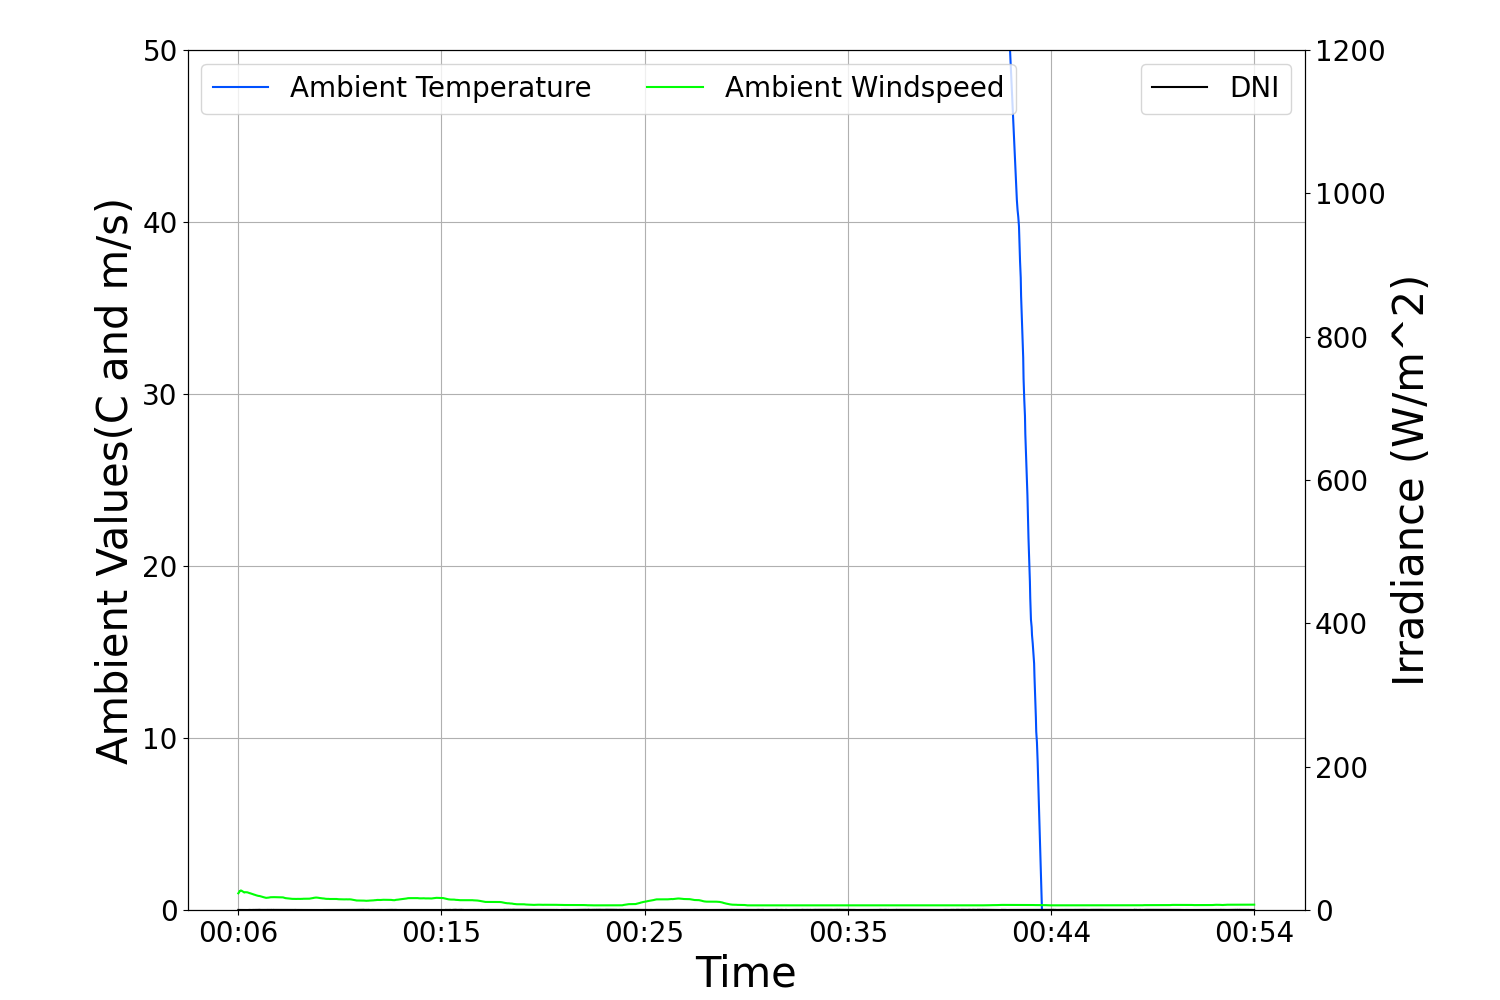 Ambient Temperature
Ambient Windspeed
DNI
Ambient Values(C and m/s)
50
40
30
20
10
0
1200
1000
800
600
400
200
0
Irradiance (W/m^2)
00:06 00:15 00:25 00:35 00:44 00:54
Time